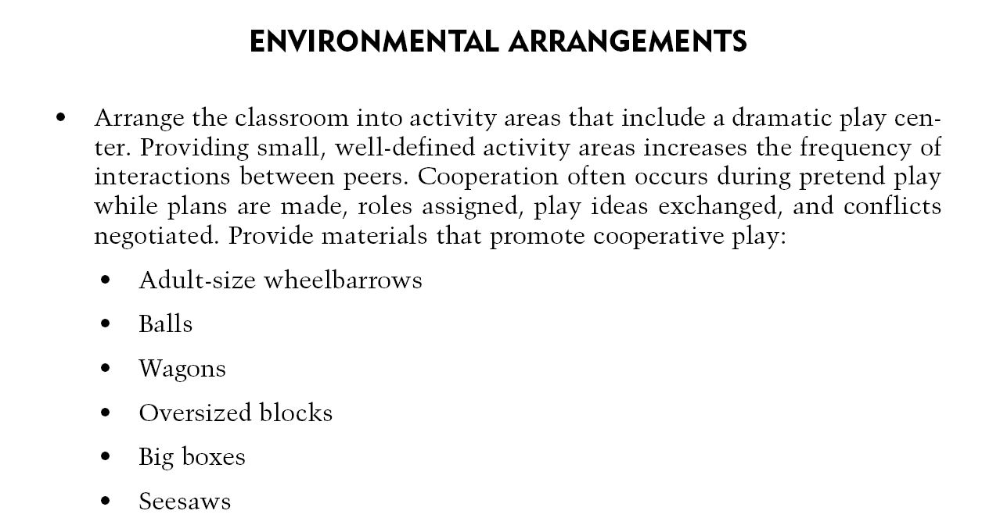 ENVIRONMENTAL ARRANGEMENTS
• Arrange the classroom into activity areas that include a dramatic play cen-
ter. Providing small, well-defined activity areas increases the frequency of
interactions between peers. Cooperation often occurs during pretend play
while plans are made, roles assigned, play ideas exchanged, and conflicts
negotiated. Provide materials that promote cooperative play:
• Adult-size wheelbarrows
• Balls
• Wagons
• Oversized blocks
• Big boxes
• Seesaws